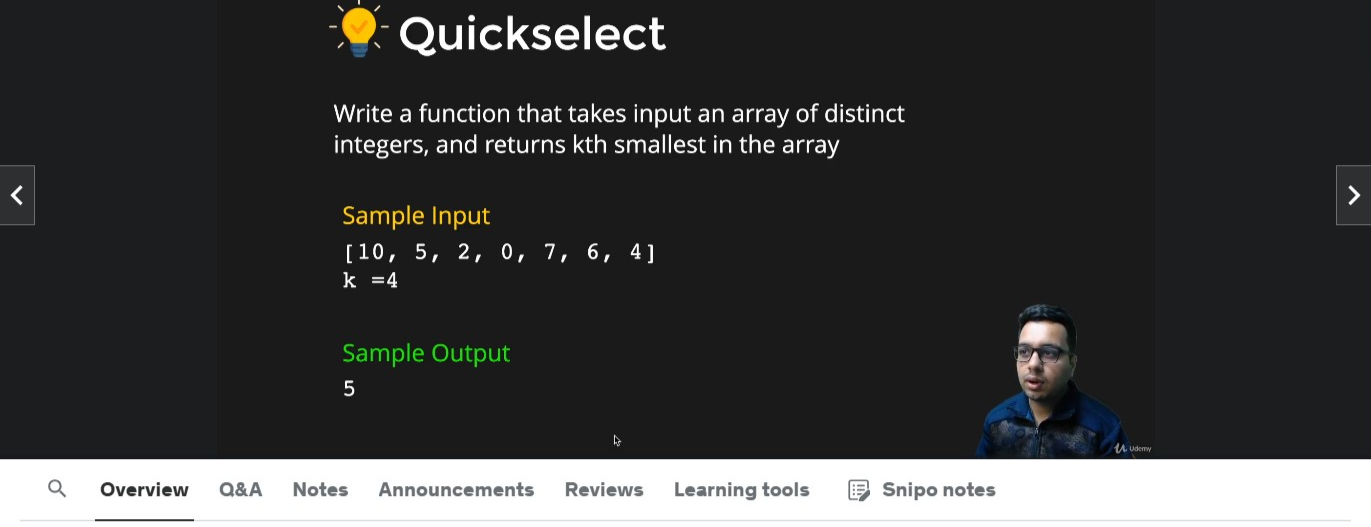 Quickselect
Write a function that takes input an array of distinct
integers, and returns kth smallest in the array
Sample Input
[10, 5, 2, 0, 7, 6, 4]
k =4
Sample Output
5
Udemy
Overview Q&A Notes Announcements Reviews Learning tools Snipo notes